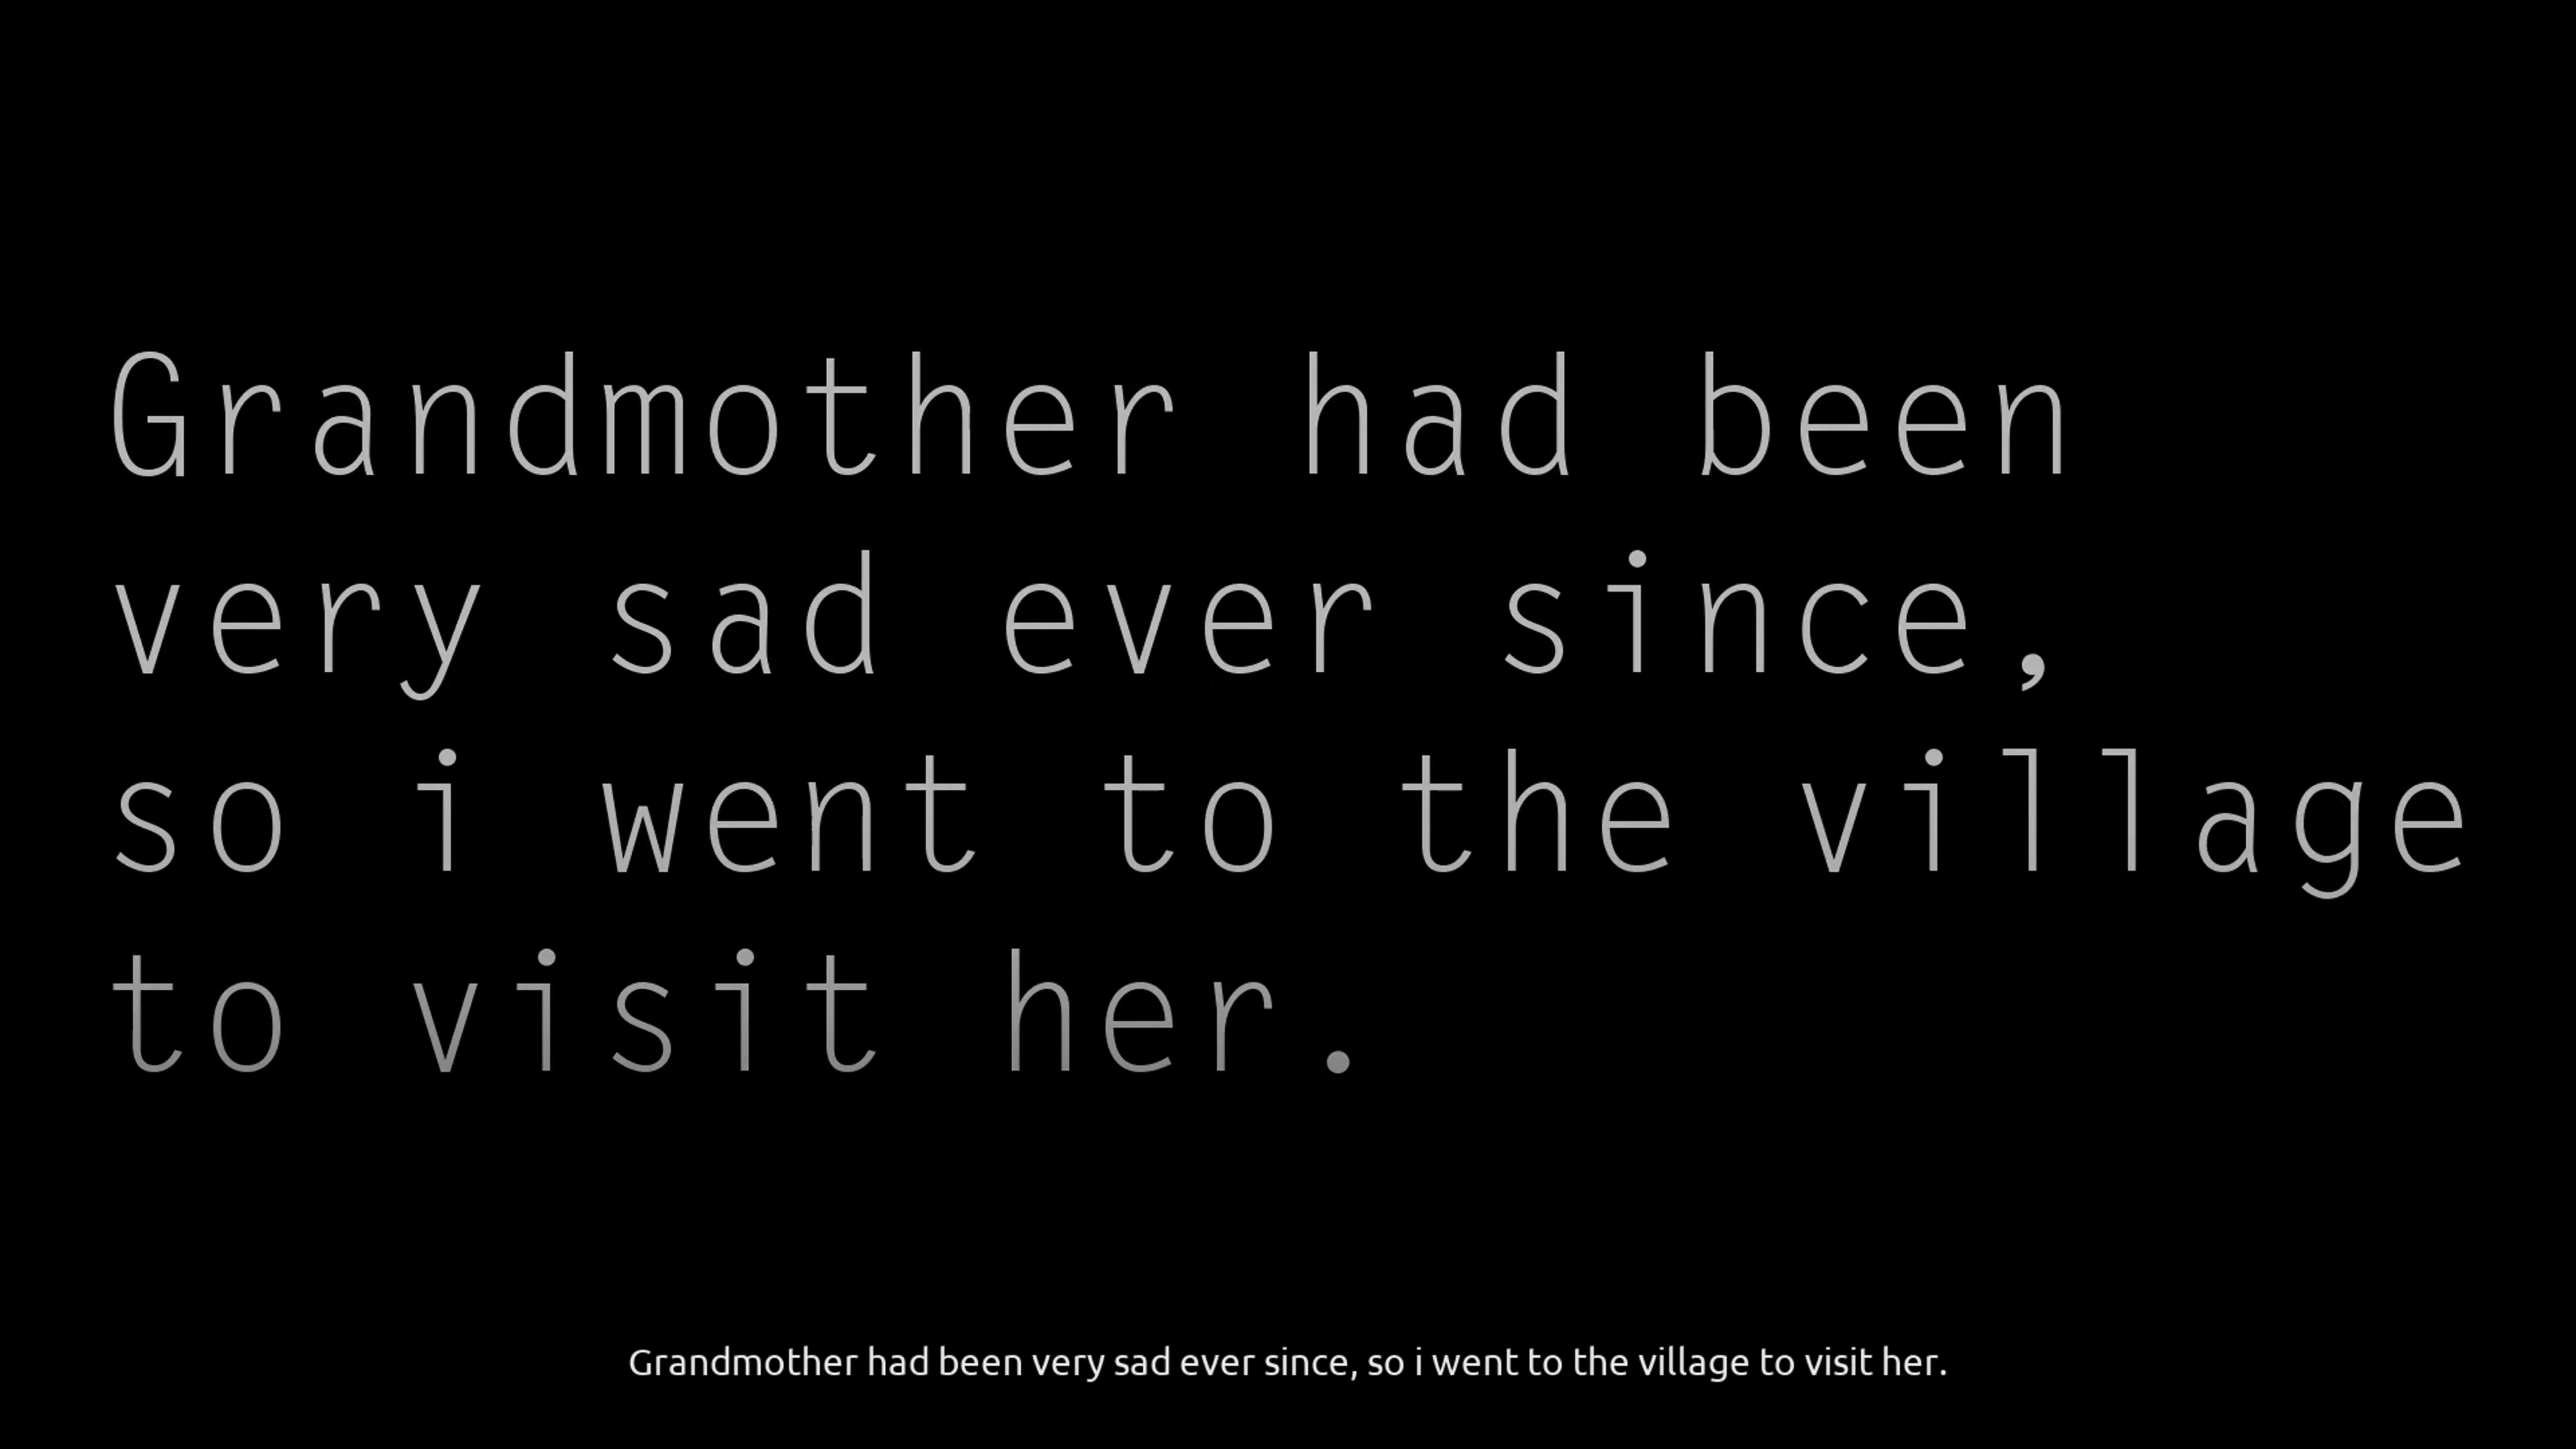 Grandmother had been
very sad ever since,
so i went to the village
to visit her.
Grandmother had been very sad ever since, so i went to the village to visit her.